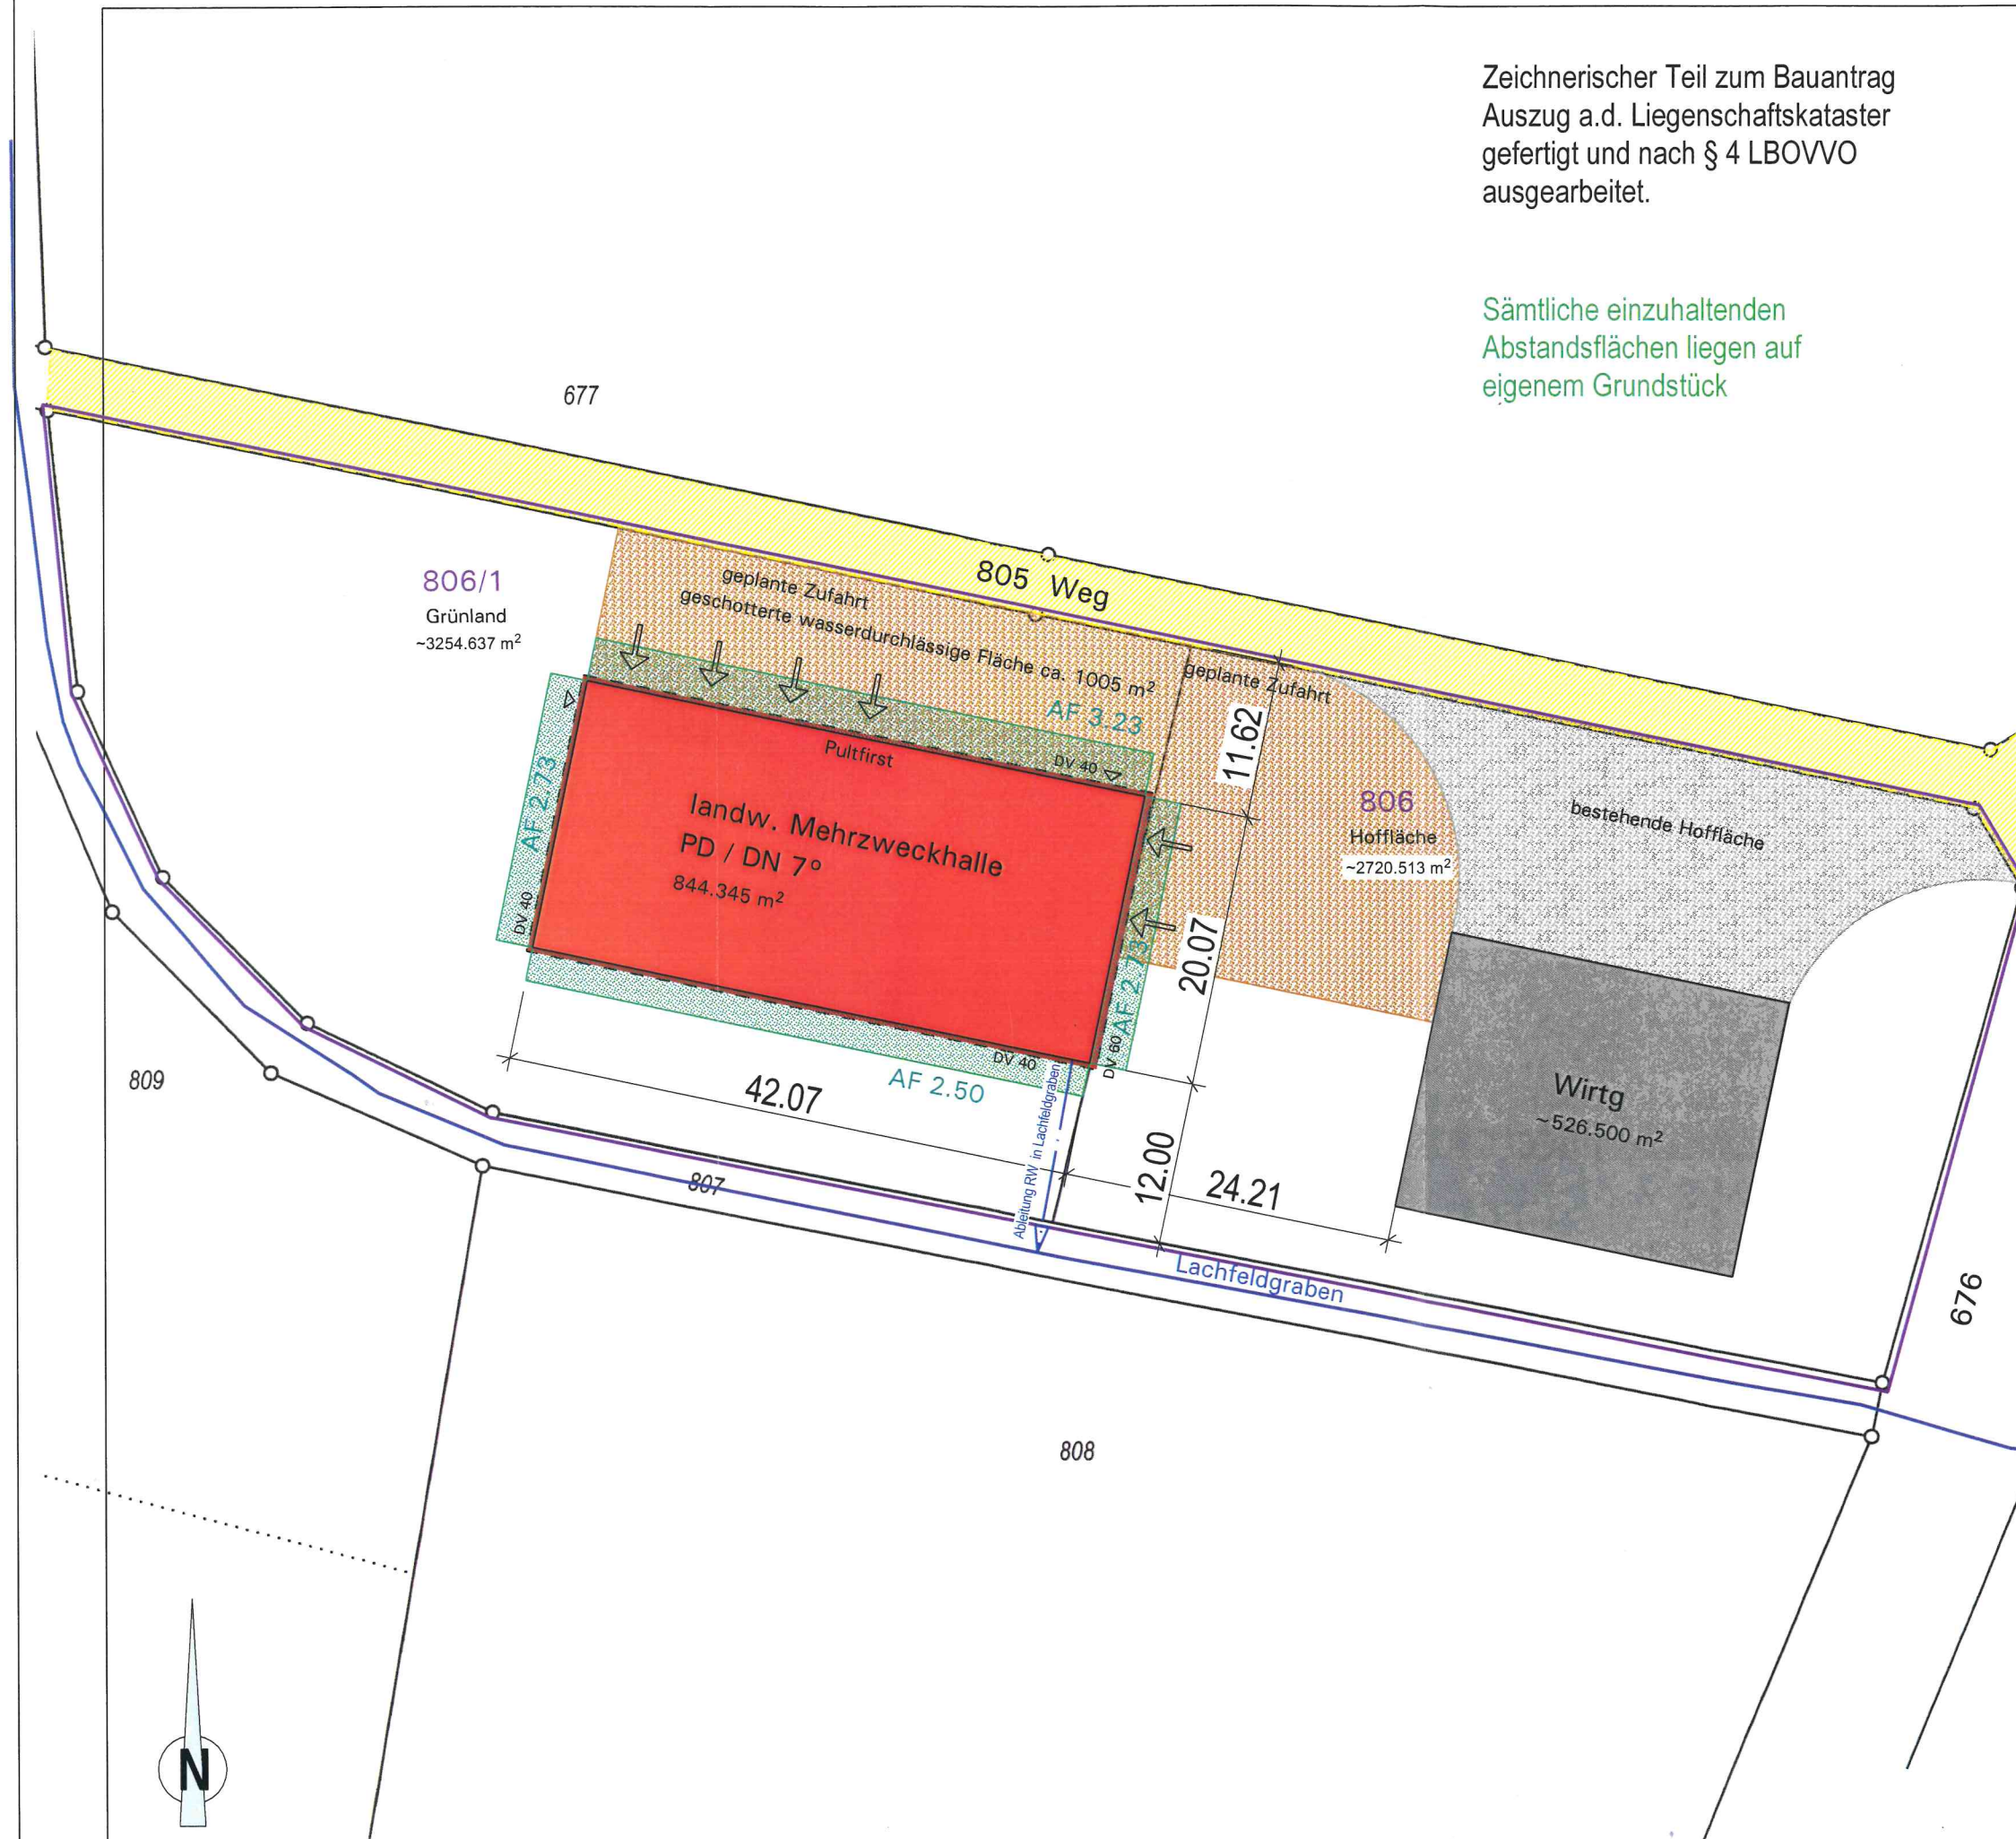 Zeichnerischer Teil zum Bauantrag
Auszug a.d. Liegenschaftskataster
gefertigt und nach § 4 LBOVVO
ausgearbeitet.
Sämtliche einzuhaltenden
Abstandsflächen liegen auf
eigenem Grundstück
677
805 Weg
806/1
Grünland
~3254.637 m²
geplante Zufahrt
geschotterte wasserdurchlässige Fläche ca. 1005 m²
geplante Zufahrt
AF 3.23
11.62
Pultfirst
DV 40
AF 2.73
DV 40
landw. Mehrzweckhalle
PD / DN 7°
844.345 m²
806
Hoffläche
~2720.513 m²
bestehende Hoffläche
20.07
AF 2.73
DV 60
DV 40
AF 2.50
42.07
Ableitung RW in Lachfeldgraben
12.00
24.21
Wirtg
~526.500 m²
809
807
Lachfeldgraben
676
808
N